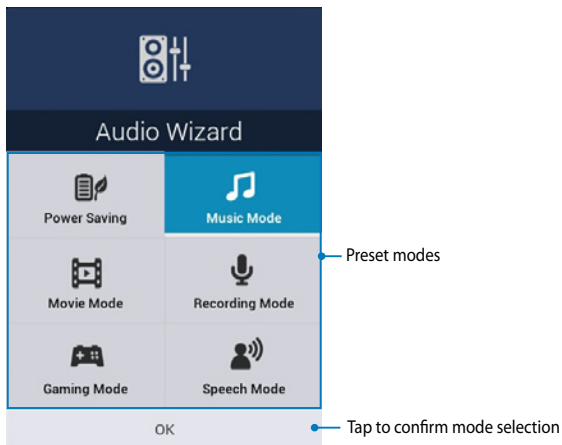 Audio Wizard
Power Saving
Music Mode
Preset modes
Movie Mode
Recording Mode
Gaming Mode
Speech Mode
OK
Tap to confirm mode selection